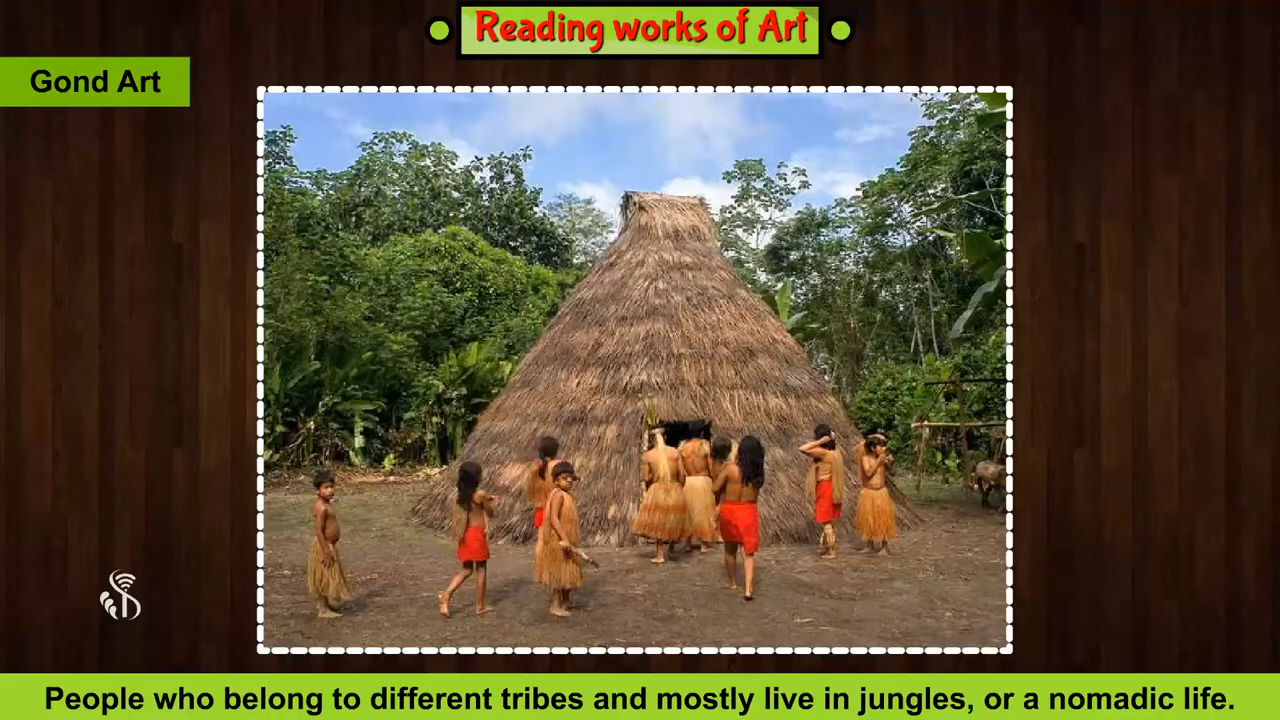 Reading works of Art
Gond Art
People who belong to different tribes and mostly live in jungles, or a nomadic life.